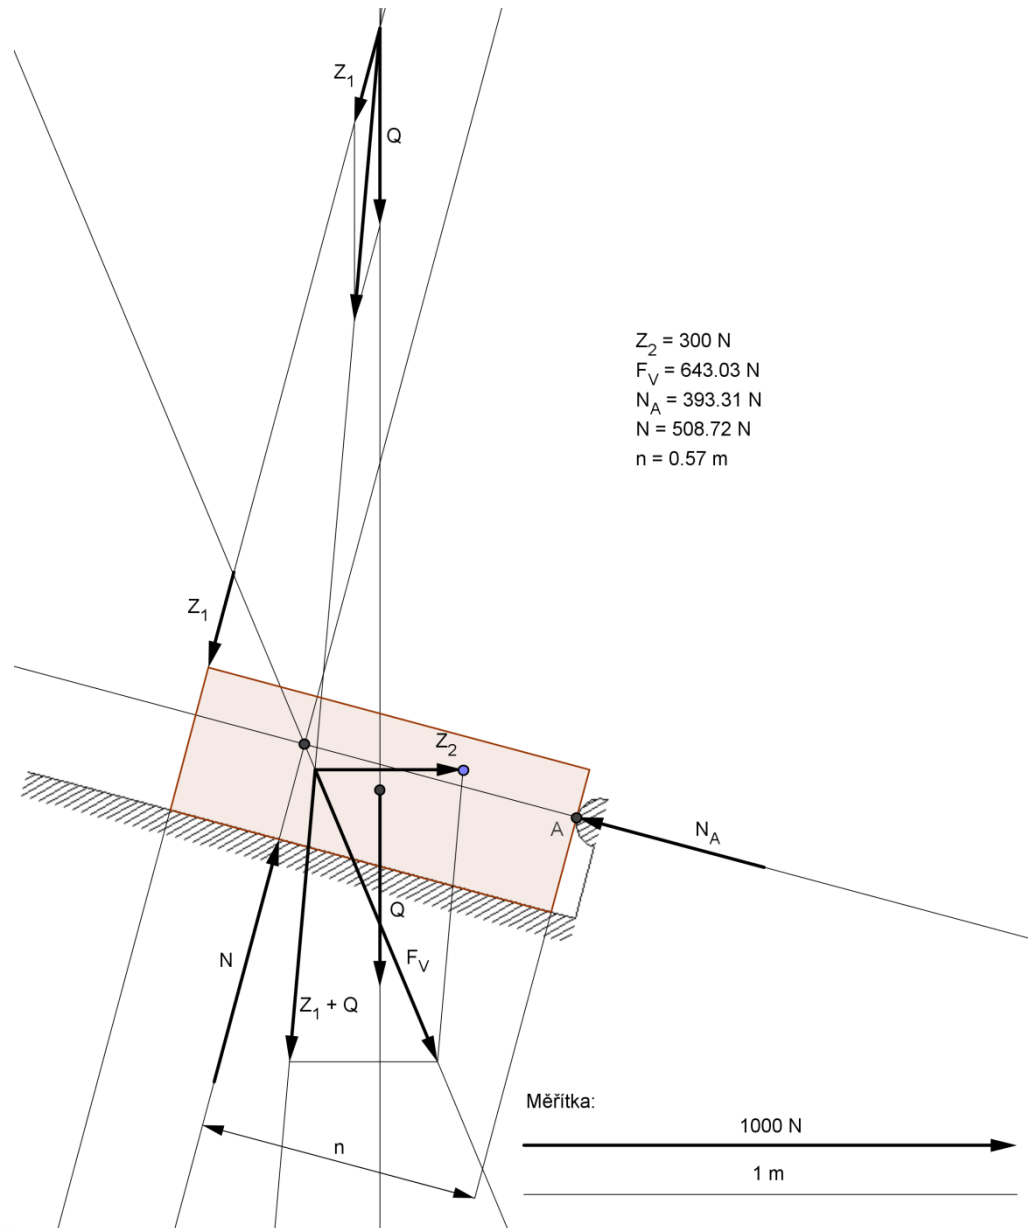 Z1
Q
Z2 = 300 N
FV = 643.03 N
NA = 393.31 N
N = 508.72 N
n = 0.57 m
Z1
Z2
A
NA
Q
N
FV
Z1 + Q
Měřítka:
1000 N
n
1 m